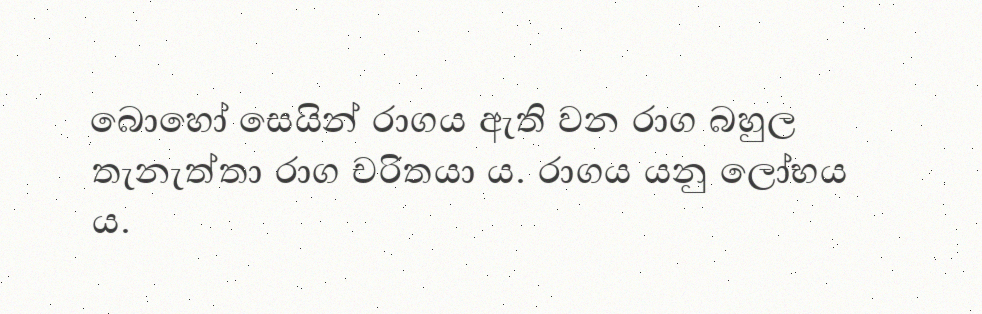 බොහෝ සෙයින් රාගය ඇති වන රාග බහුල
තැනැත්තා රාග චරිතයා ය. රාගය යනු ලෝභය
ය.